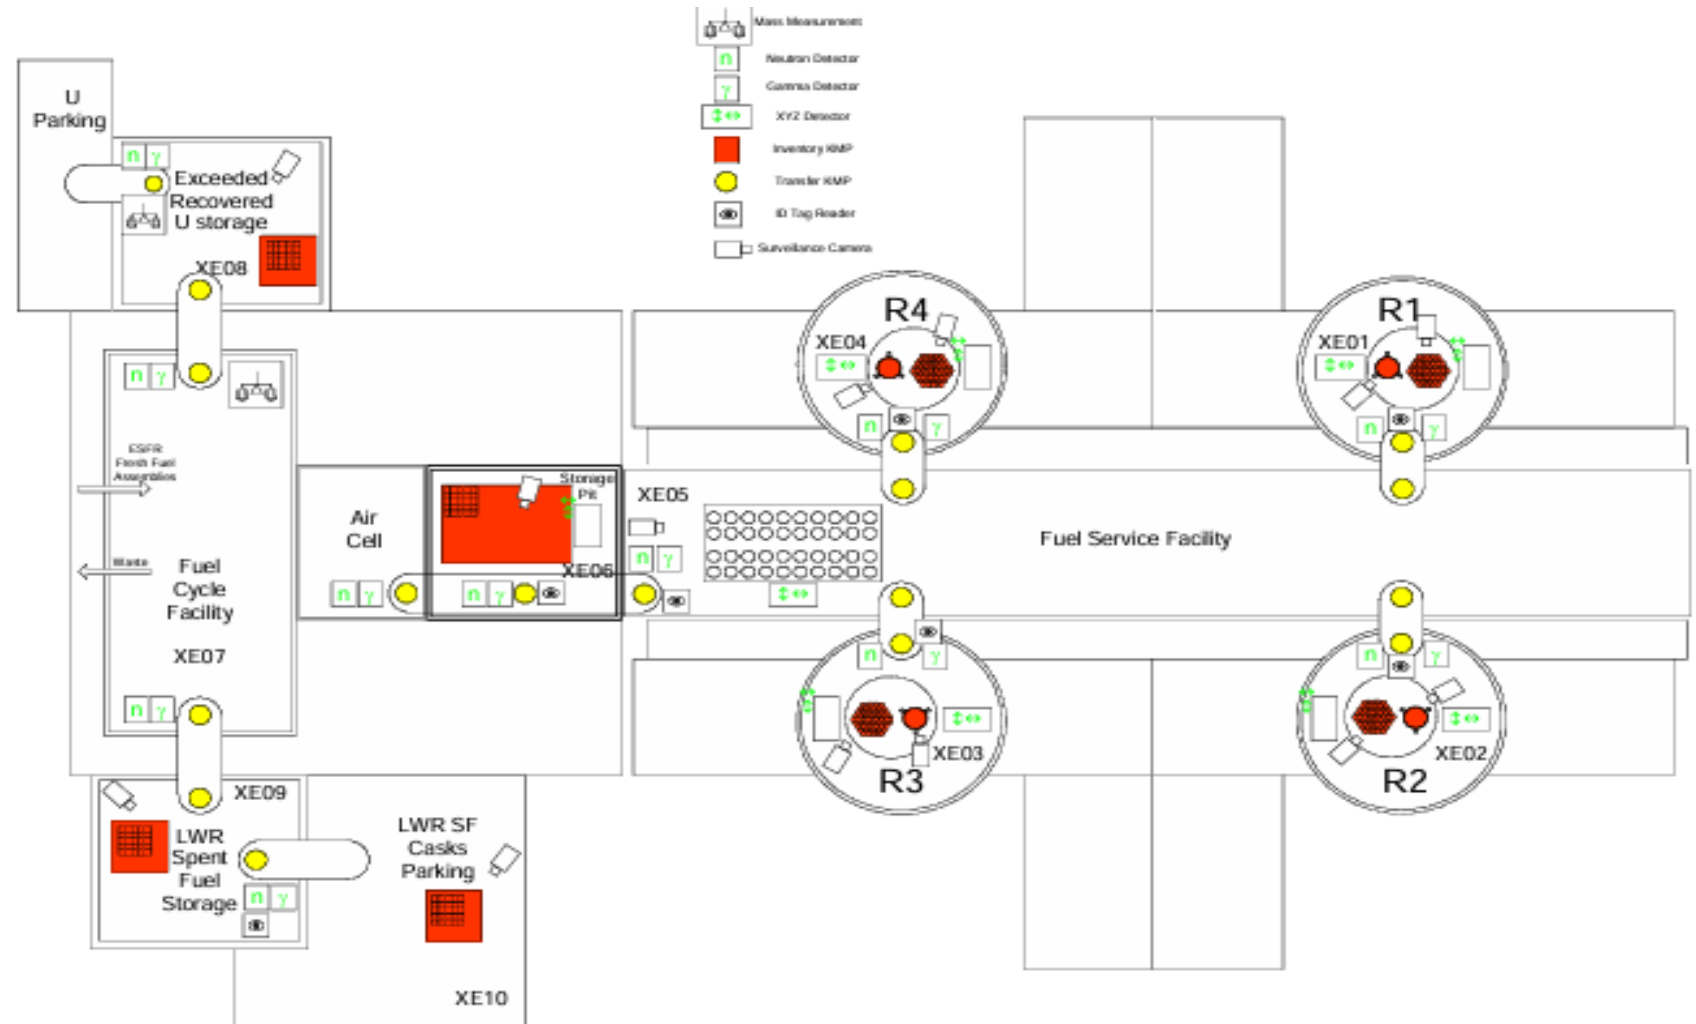 Mass Measurement
n
Neutron Detector
γ
Gamma Detector
XYZ Detector
Inventory KMP
Transfer KMP
ID Tag Reader
Surveillance Camera
U
Parking
n γ
Exceeded
Recovered
U storage
XE08
n γ
ESFR
Fresh Fuel
Assemblies
Waste
Fuel
Cycle
Facility
XE07
n γ
Air
Cell
n γ
Storage
Pit
XE06
n γ
XE05
n γ
R4
XE04
n γ
R1
XE01
n γ
Fuel Service Facility
n γ
XE03
R3
n γ
XE02
R2
XE09
LWR
Spent
Fuel
Storage
n γ
LWR SF
Casks
Parking
XE10